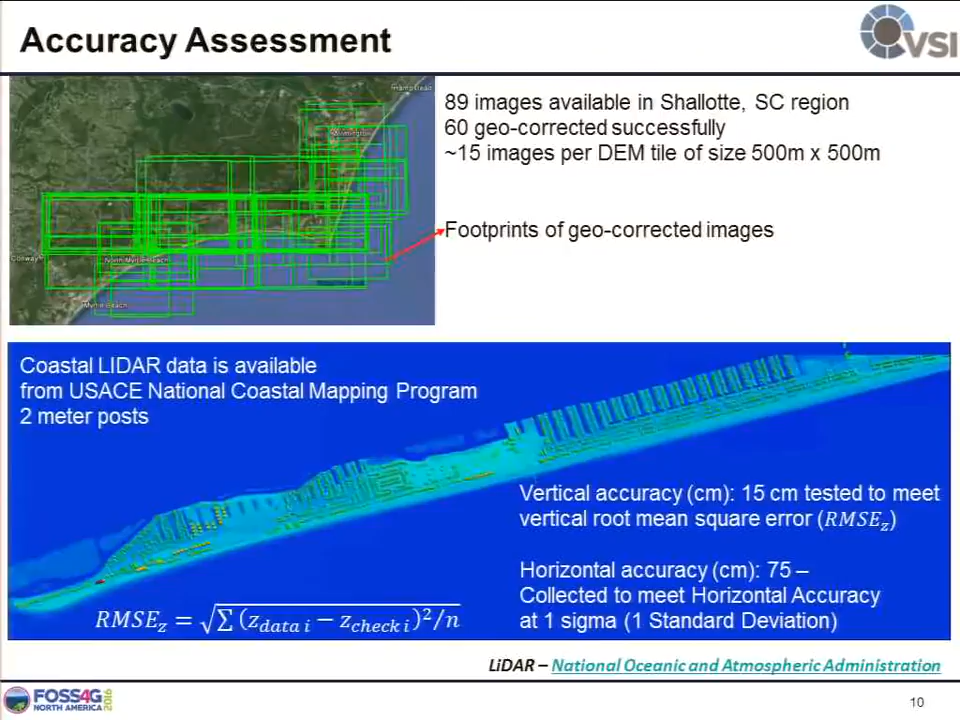 Accuracy Assessment
VSI
89 images available in Shallotte, SC region
60 geo-corrected successfully
~15 images per DEM tile of size 500m x 500m
Footprints of geo-corrected images
Wilmington
Conway
North Myrtle Beach
Myrtle Beach
Coastal LIDAR data is available
from USACE National Coastal Mapping Program
2 meter posts
Vertical accuracy (cm): 15 cm tested to meet
vertical root mean square error (RMSE_z)
Horizontal accuracy (cm): 75 –
Collected to meet Horizontal Accuracy
at 1 sigma (1 Standard Deviation)
RMSE_z = √∑ (z_data i − z_check i)²/n
LiDAR – National Oceanic and Atmospheric Administration
FOSS4G 2016
NORTH AMERICA
10